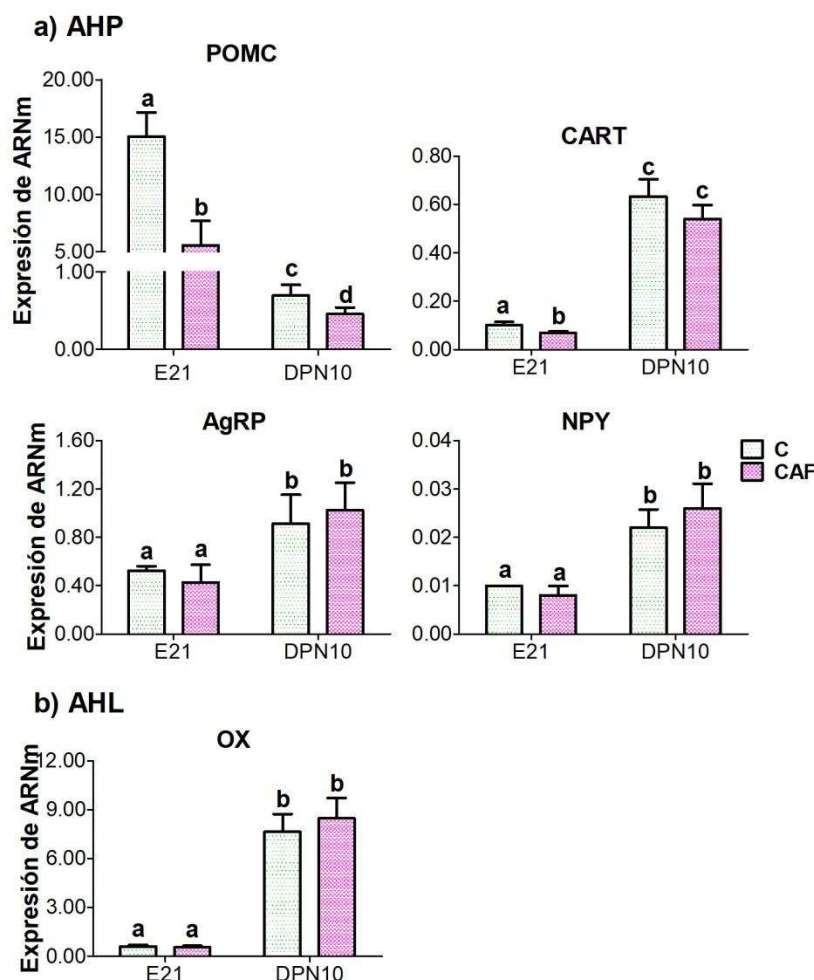 a) AHP
POMC
Expresión de ARNm
20.00
15.00
10.00
5.00
1.00
0.00
a
b
c
d
E21
DPN10
CART
0.80
0.60
0.40
0.20
0.00
a
b
c
c
E21
DPN10
AgRP
Expresión de ARNm
1.60
1.20
0.80
0.40
0.00
a
a
b
b
E21
DPN10
NPY
0.04
0.03
0.02
0.01
0.00
a
a
b
b
E21
DPN10
C
CAF
b) AHL
OX
Expresión de ARNm
12.00
9.00
6.00
3.00
0.00
a
a
b
b
E21
DPN10